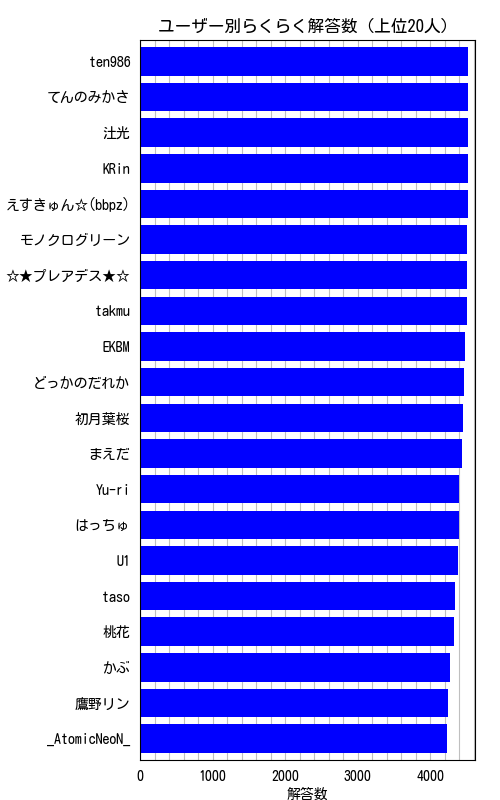 ユーザー別らくらく解答数 (上位20人)
ten986
てんのみかさ
辻光
KRin
えすきゅん☆(bbpz)
モノクログリーン
☆★プレアデス★☆
takmu
EKBM
どっかのだれか
初月葉桜
まえだ
Yu-ri
はっちゅ
U1
taso
桃花
かぶ
鷹野リン
_AtomicNeoN_
0 1000 2000 3000 4000
解答数